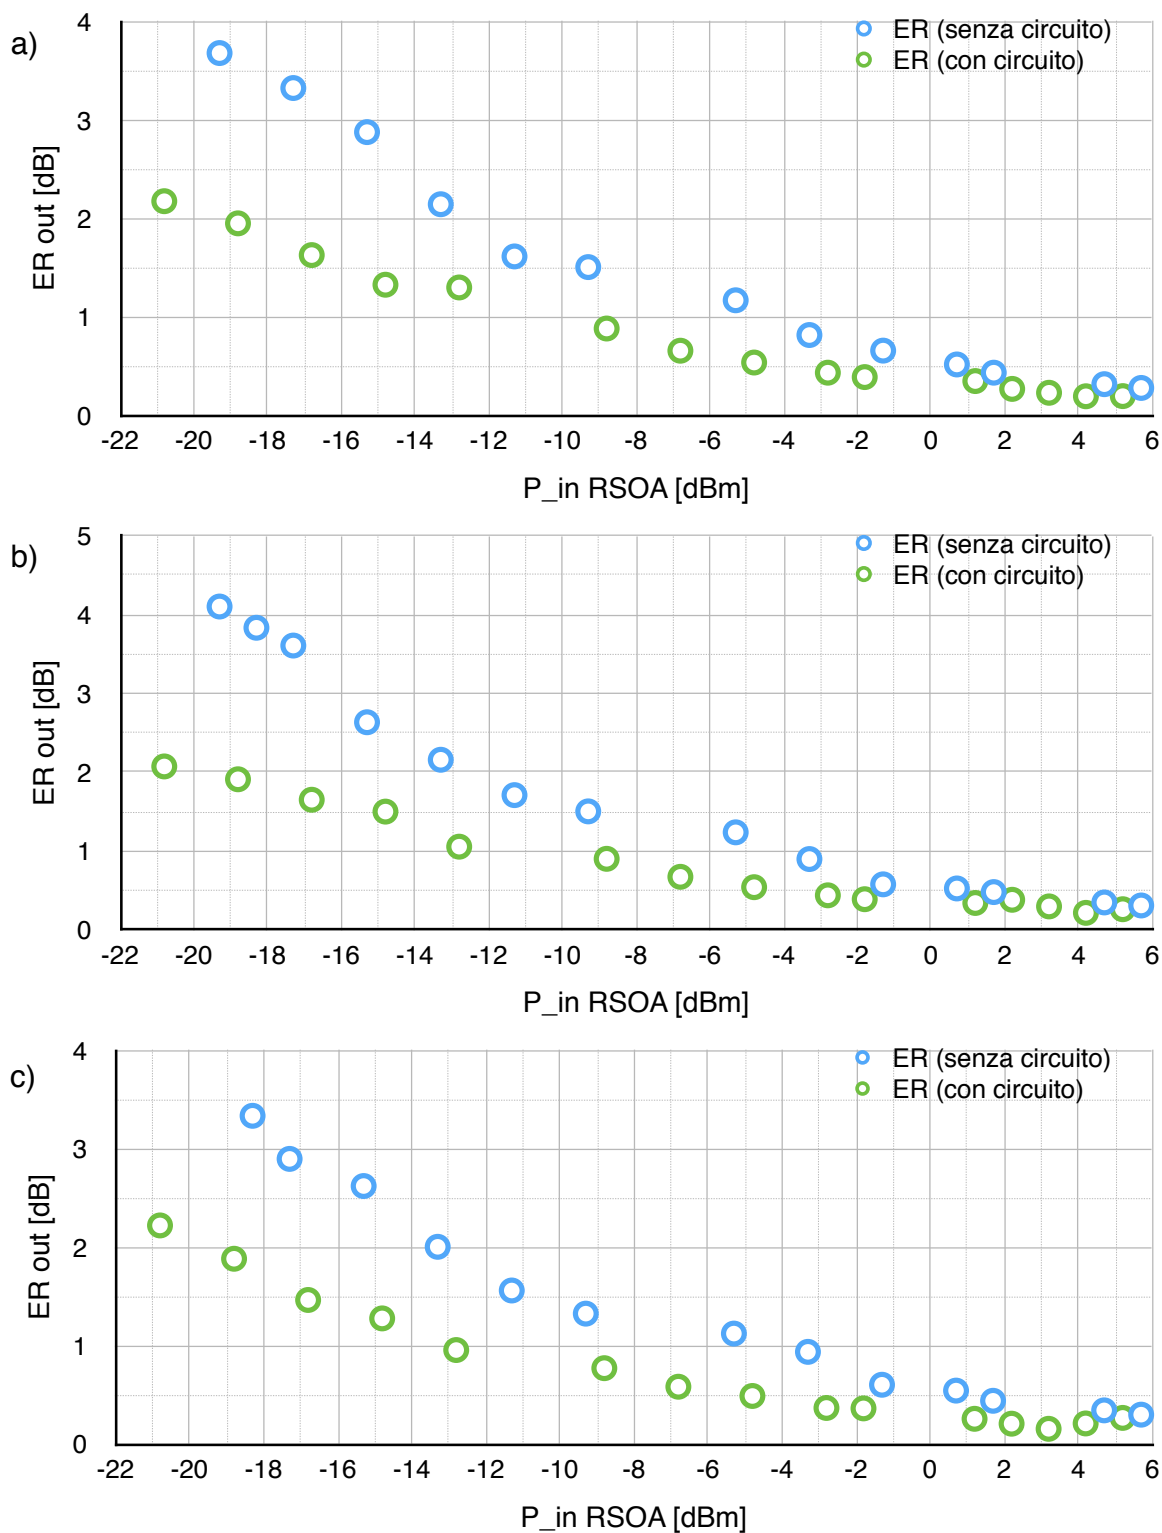 a)
ER (senza circuito)
ER (con circuito)
4
3
2
1
0
ER out [dB]
-22 -20 -18 -16 -14 -12 -10 -8 -6 -4 -2 0 2 4 6
P_in RSOA [dBm]
b)
ER (senza circuito)
ER (con circuito)
5
4
3
2
1
0
ER out [dB]
-22 -20 -18 -16 -14 -12 -10 -8 -6 -4 -2 0 2 4 6
P_in RSOA [dBm]
c)
ER (senza circuito)
ER (con circuito)
4
3
2
1
0
ER out [dB]
-22 -20 -18 -16 -14 -12 -10 -8 -6 -4 -2 0 2 4 6
P_in RSOA [dBm]